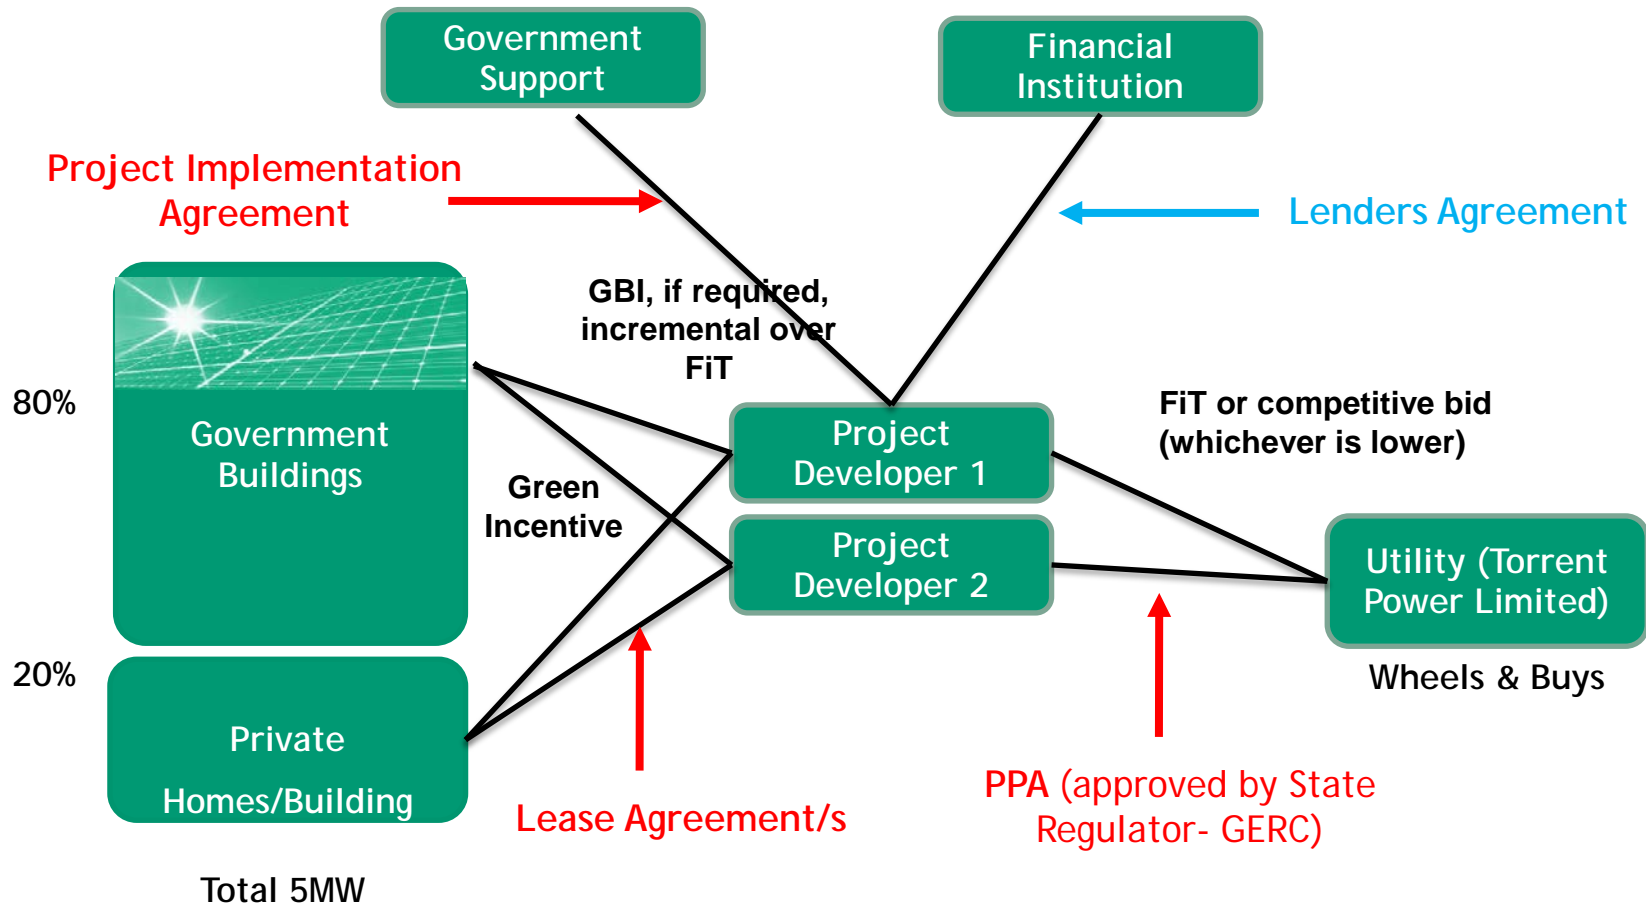 Government
Support
Financial
Institution
Project Implementation
Agreement
Lenders Agreement
GBI, if required,
incremental over
FiT
80%
Government
Buildings
Green
Incentive
Project
Developer 1
FiT or competitive bid
(whichever is lower)
Project
Developer 2
Utility (Torrent
Power Limited)
Wheels & Buys
20%
Private
Homes/Building
Lease Agreement/s
PPA (approved by State
Regulator- GERC)
Total 5MW